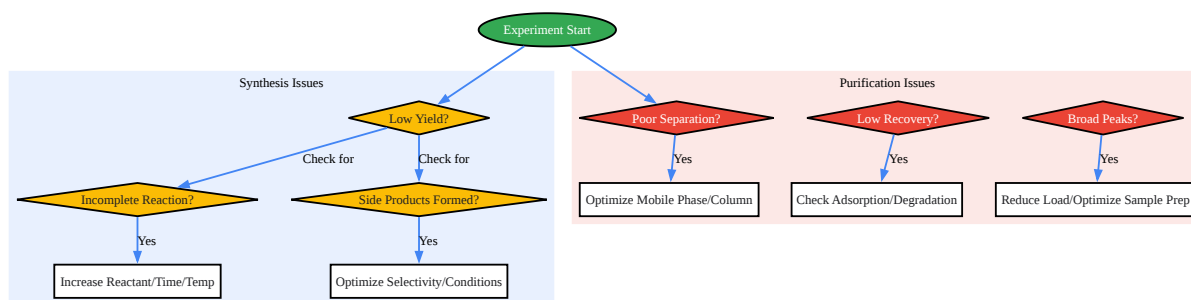 Experiment Start
Synthesis Issues
Purification Issues
Low Yield?
Poor Separation?
Low Recovery?
Broad Peaks?
Check for
Check for
Yes
Yes
Yes
Incomplete Reaction?
Side Products Formed?
Optimize Mobile Phase/Column
Check Adsorption/Degradation
Reduce Load/Optimize Sample Prep
Yes
Yes
Increase Reactant/Time/Temp
Optimize Selectivity/Conditions